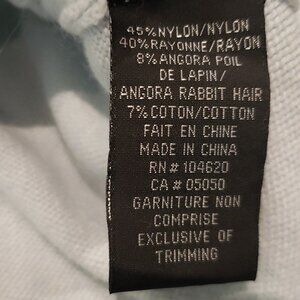 45% NYLON/NYLON
40% RAYONNE/RAYON
8% ANGORA POIL
DE LAPIN/
ANGORA RABBIT HAIR
7% COTON/COTTON
FAIT EN CHINE
MADE IN CHINA
RN # 104620
CA # 05050
GARNITURE NON
COMPRISE
EXCLUSIVE OF
TRIMMING